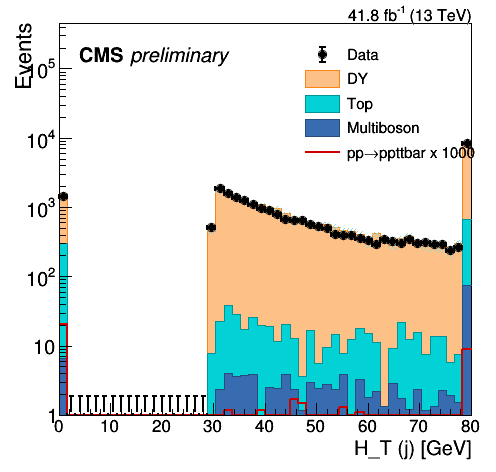 41.8 fb⁻¹ (13 TeV)
CMS preliminary
Data
DY
Top
Multiboson
pp→ppttbar x 1000
Events
10⁵
10⁴
10³
10²
10
1
0 10 20 30 40 50 60 70 80
H_T (j) [GeV]